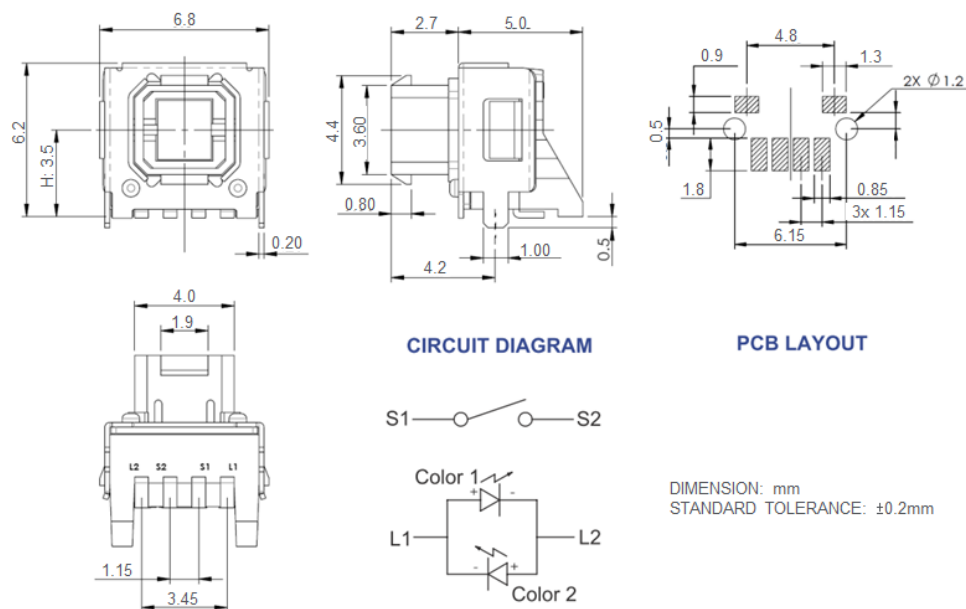 6.8
6.2
H: 3.5
0.20
2.7
5.0
4.4
3.60
0.80
4.2
1.00
0.5
4.8
0.9
1.3
2X Ø1.2
0.5
1.8
0.85
3x 1.15
6.15
4.0
1.9
L2 S2 S1 L1
1.15
3.45
CIRCUIT DIAGRAM
S1 S2
Color 1
+ -
L1 L2
- +
Color 2
PCB LAYOUT
DIMENSION: mm
STANDARD TOLERANCE: ±0.2mm